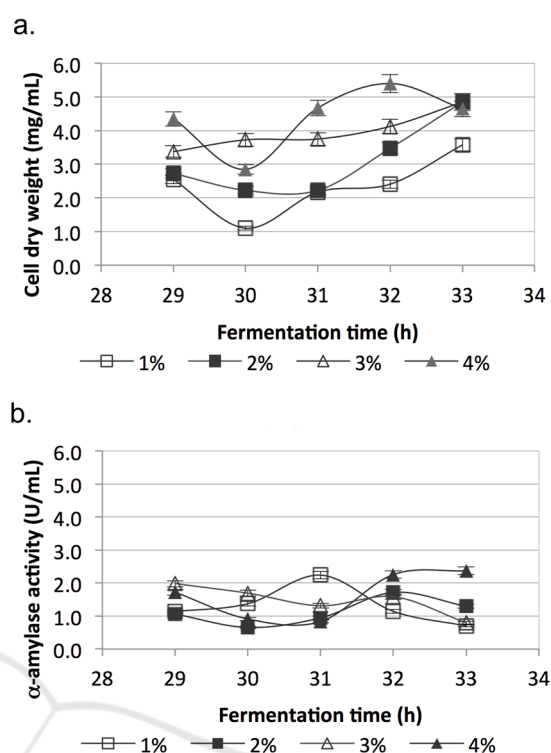 a.
Cell dry weight (mg/mL)
6.0
5.0
4.0
3.0
2.0
1.0
0.0
28 29 30 31 32 33 34
Fermentation time (h)
1% 2% 3% 4%
b.
α-amylase activity (U/mL)
6.0
5.0
4.0
3.0
2.0
1.0
0.0
28 29 30 31 32 33 34
Fermentation time (h)
1% 2% 3% 4%